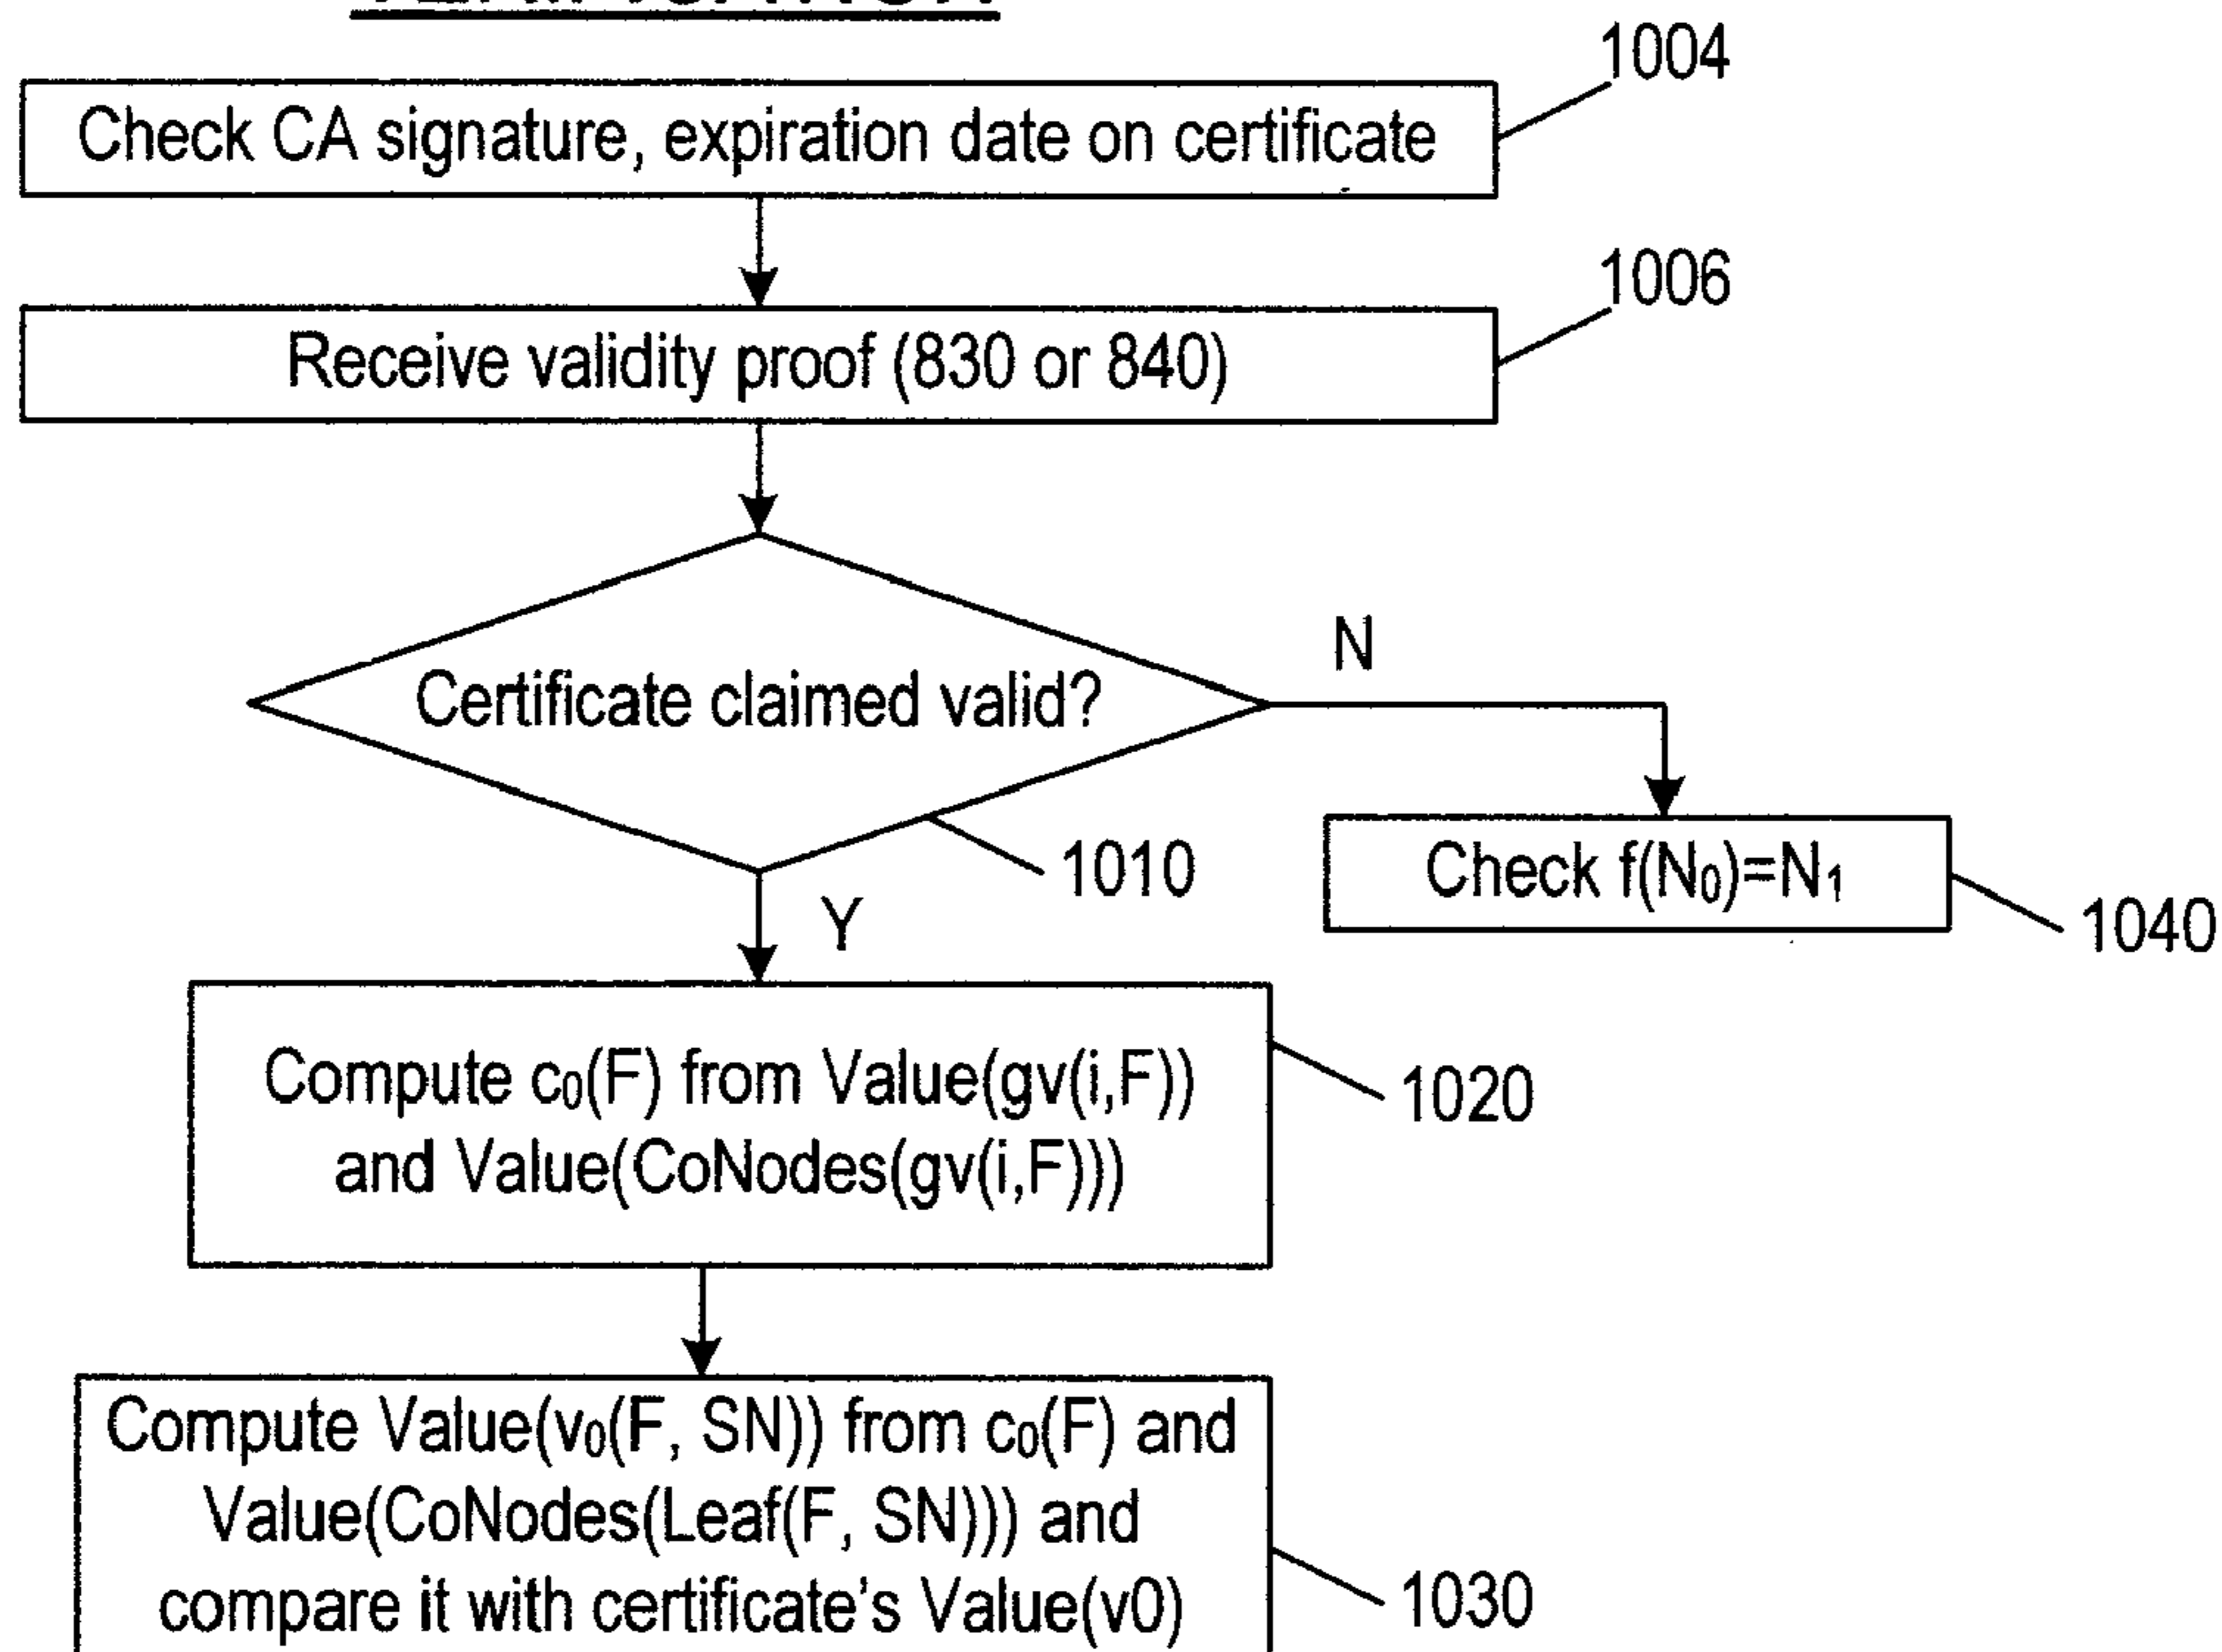 1004
Check CA signature, expiration date on certificate
1006
Receive validity proof (830 or 840)
N
Certificate claimed valid?
1010
Check f(N₀)=N₁
1040
Y
Compute c₀(F) from Value(gv(i,F))
and Value(CoNodes(gv(i,F)))
1020
Compute Value(v₀(F, SN)) from c₀(F) and
Value(CoNodes(Leaf(F, SN))) and
compare it with certificate's Value(v0)
1030